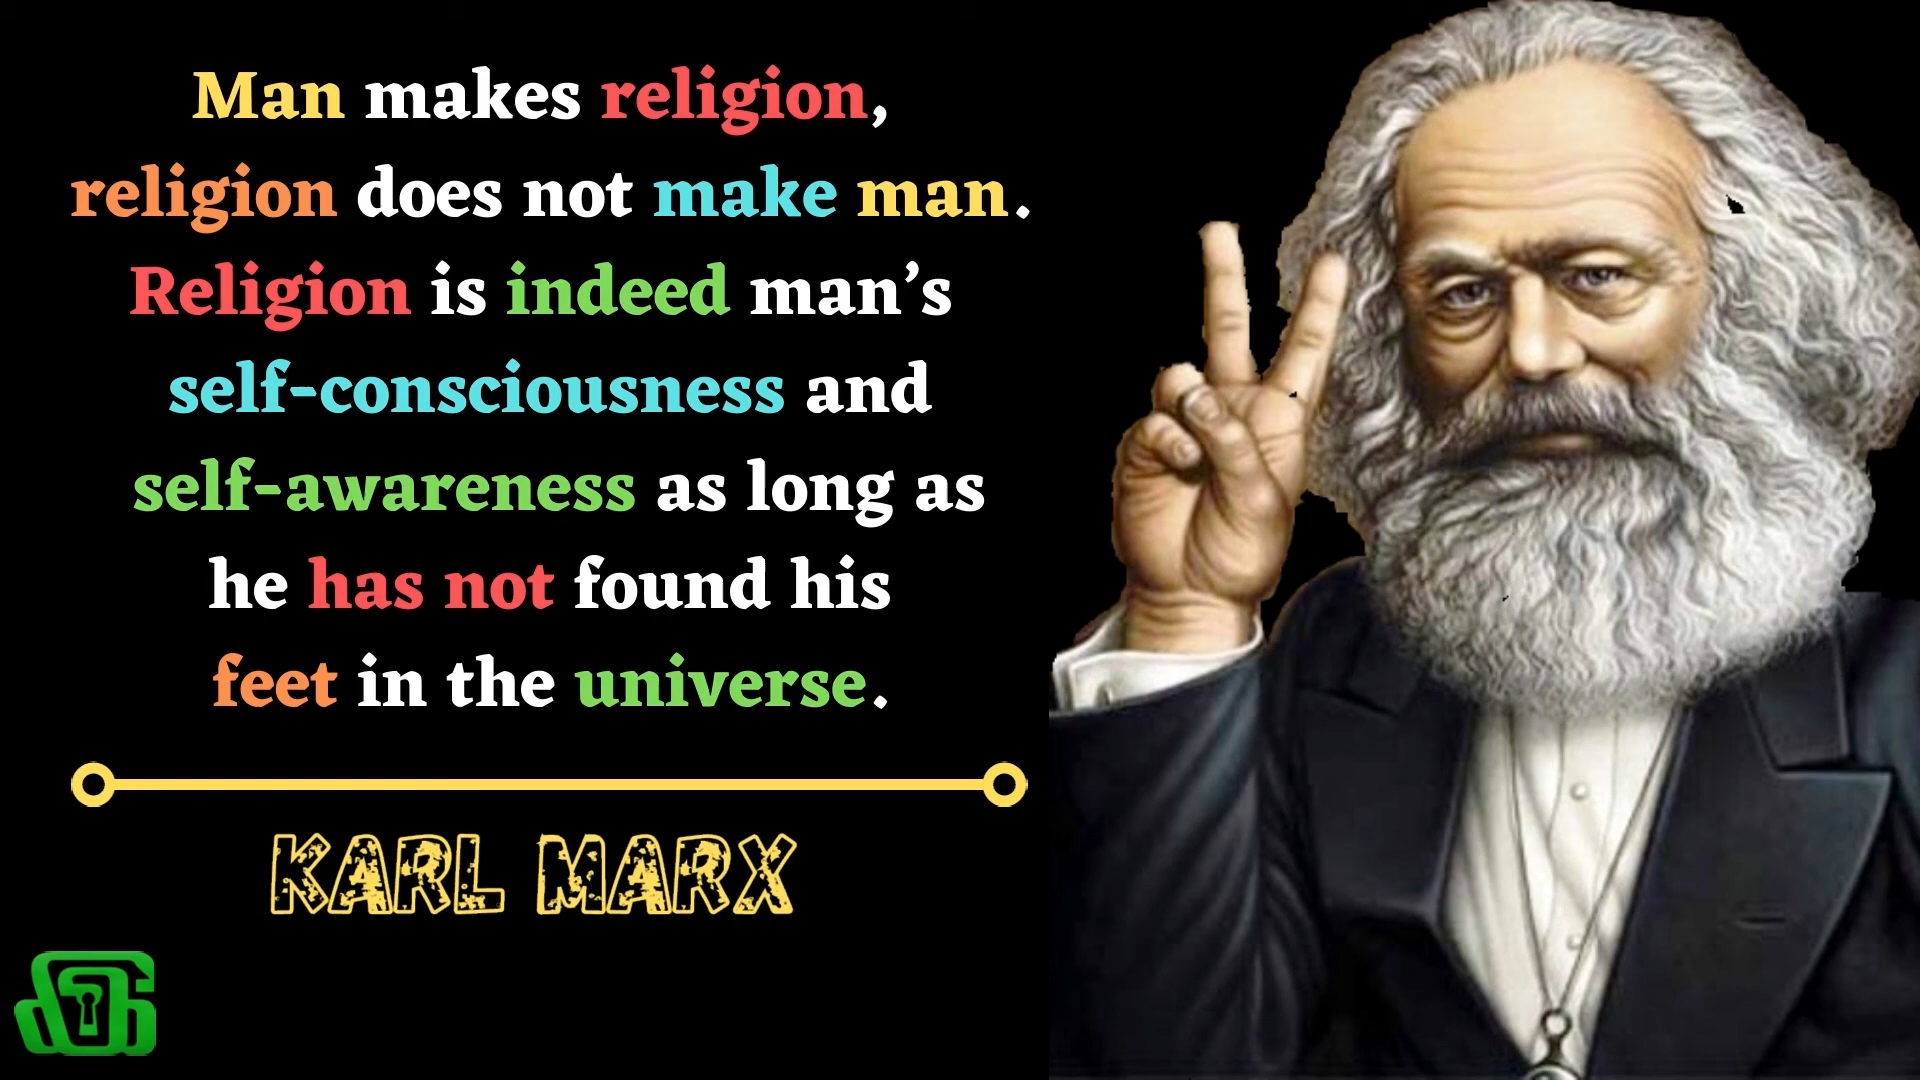 Man makes religion,
religion does not make man.
Religion is indeed man’s
self-consciousness and
self-awareness as long as
he has not found his
feet in the universe.
KARL MARX